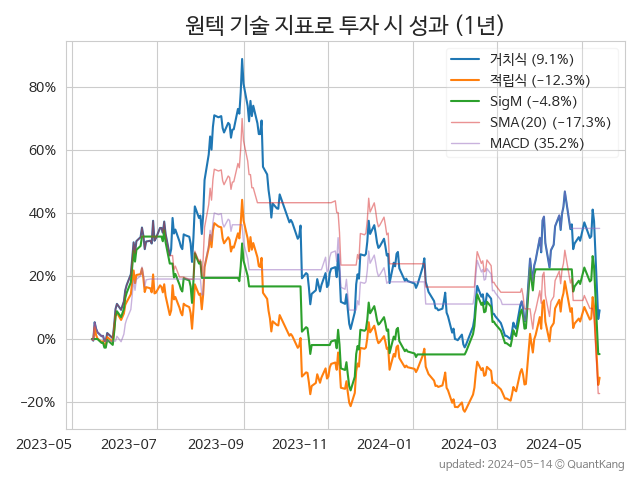 원텍 기술 지표로 투자 시 성과 (1년)
거치식 (9.1%)
적립식 (−12.3%)
SigM (−4.8%)
SMA(20) (−17.3%)
MACD (35.2%)
80%
60%
40%
20%
0%
−20%
2023-05
2023-07
2023-09
2023-11
2024-01
2024-03
2024-05
updated: 2024-05-14 ⓒ QuantKang